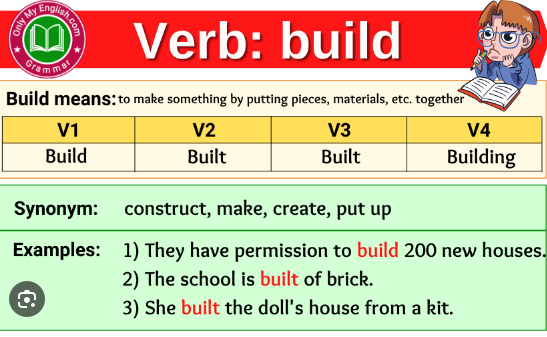 Only My English.com
Grammar
Verb: build
Build means: to make something by putting pieces, materials, etc. together
V1 V2 V3 V4
Build Built Built Building
Synonym: construct, make, create, put up
Examples: 1) They have permission to build 200 new houses.
2) The school is built of brick.
3) She built the doll's house from a kit.